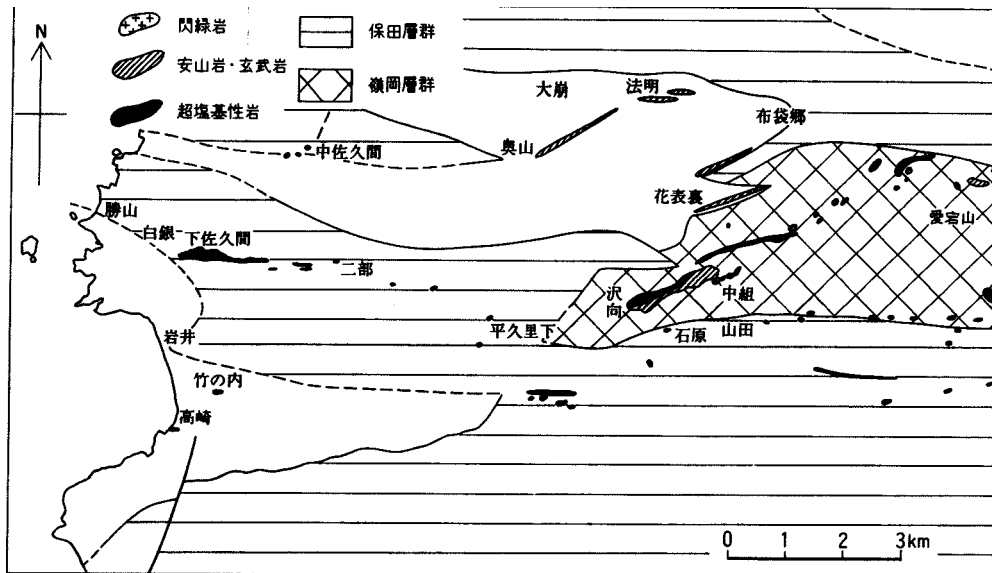 N
閃緑岩
安山岩・玄武岩
超塩基性岩
保田層群
嶺岡層群
大崩
法明
布袋郷
中佐久間
奥山
花表裏
愛宕山
勝山
白銀
下佐久間
二部
沢向
中組
平久里下
石原
山田
岩井
竹の内
高崎
0 1 2 3km